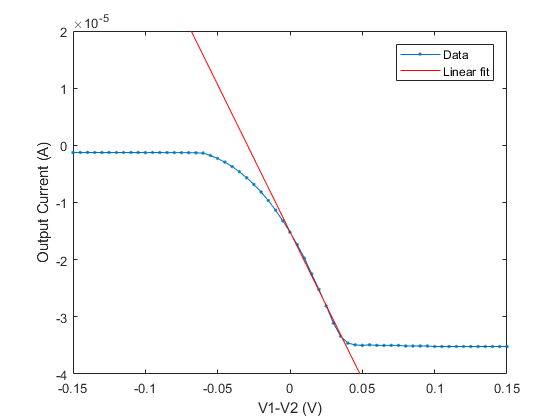 ×10⁻⁵
2
1
0
-1
-2
-3
-4
-0.15 -0.1 -0.05 0 0.05 0.1 0.15
Output Current (A)
V1-V2 (V)
Data
Linear fit